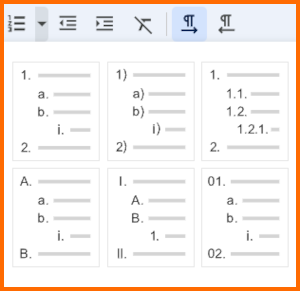 1.
a.
b.
i.
2.
1)
a)
b)
i)
2)
1.
1.1.
1.2.
1.2.1.
2.
A.
a.
b.
i.
B.
I.
A.
B.
1.
II.
01.
a.
b.
i.
02.